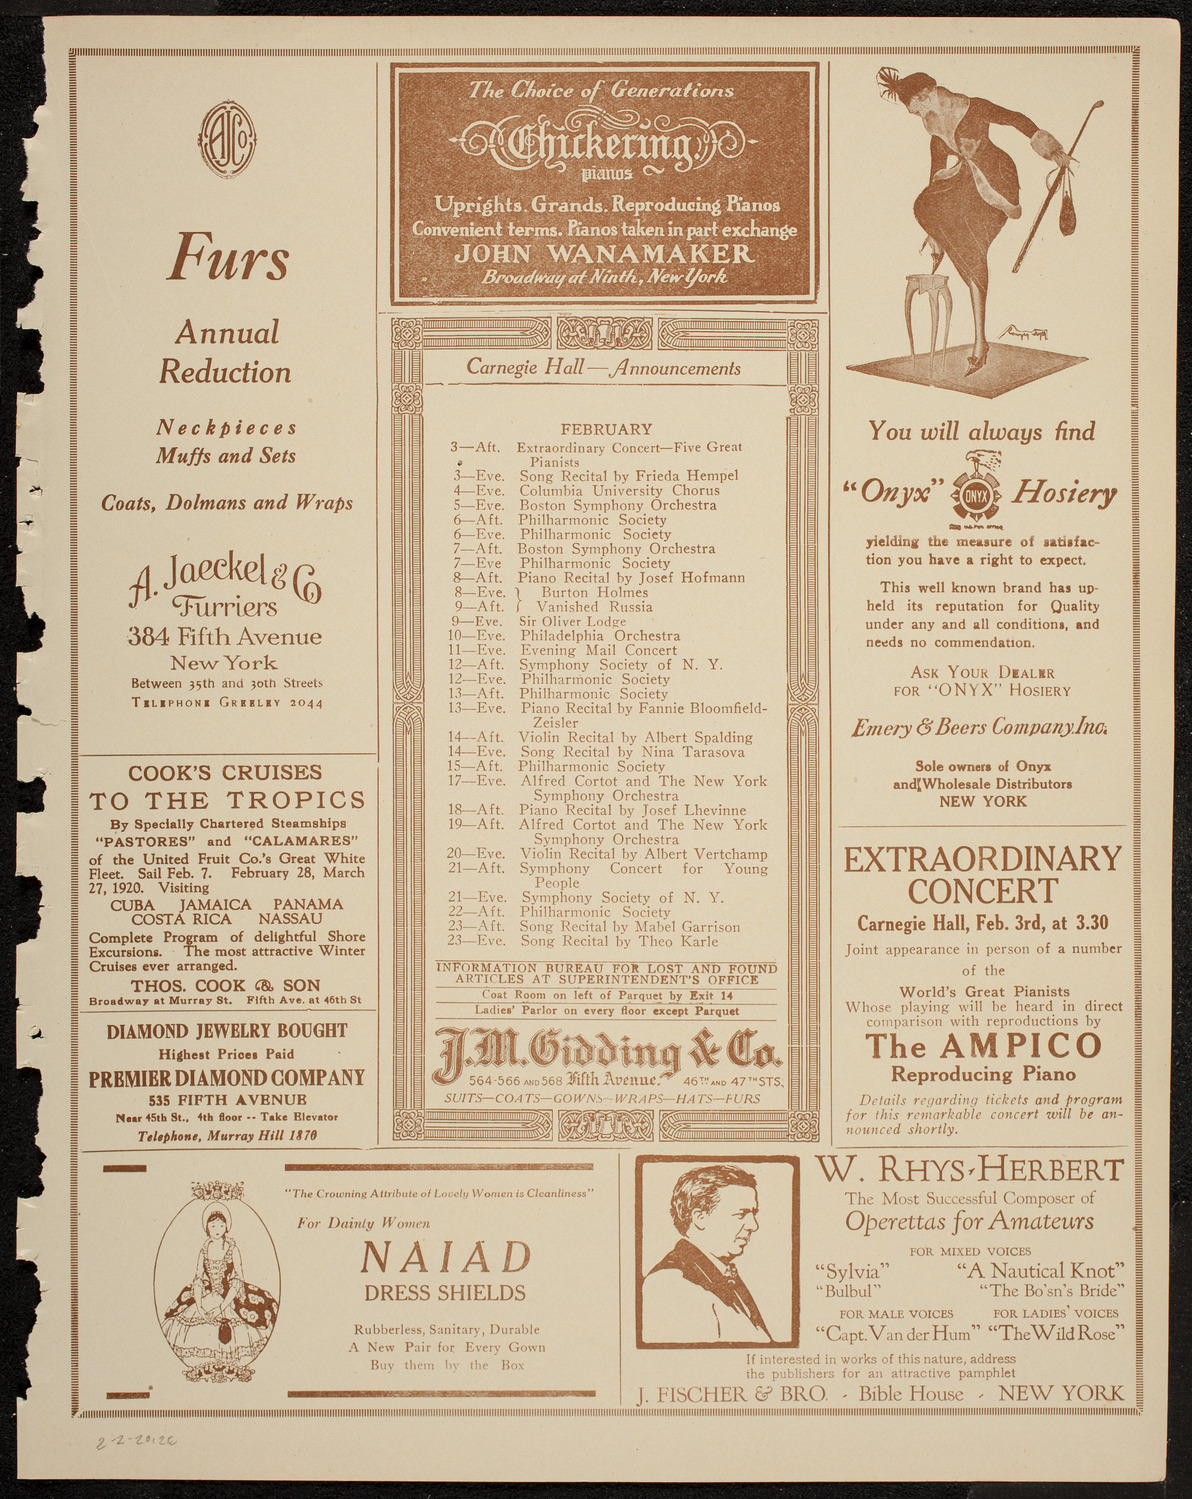 AJCo
Furs
Annual
Reduction
Neckpieces
Muffs and Sets
Coats, Dolmans and Wraps
A. Jaeckel & Co
Furriers
384 Fifth Avenue
New York
Between 35th and 36th Streets
TELEPHONE GREELEY 2044
COOK'S CRUISES
TO THE TROPICS
By Specially Chartered Steamships
"PASTORES" and "CALAMARES"
of the United Fruit Co.'s Great White
Fleet. Sail Feb. 7. February 28, March
27, 1920. Visiting
CUBA JAMAICA PANAMA
COSTA RICA NASSAU
Complete Program of delightful Shore
Excursions. The most attractive Winter
Cruises ever arranged.
THOS. COOK & SON
Broadway at Murray St. Fifth Ave. at 46th St
DIAMOND JEWELRY BOUGHT
Highest Prices Paid
PREMIER DIAMOND COMPANY
535 FIFTH AVENUE
Near 45th St., 4th floor -- Take Elevator
Telephone, Murray Hill 1870
The Choice of Generations
Chickering
pianos
Uprights. Grands. Reproducing Pianos
Convenient terms. Pianos taken in part exchange
JOHN WANAMAKER
Broadway at Ninth, New York
Carnegie Hall—Announcements
FEBRUARY
3—Aft. Extraordinary Concert—Five Great
Pianists
3—Eve. Song Recital by Frieda Hempel
4—Eve. Columbia University Chorus
5—Eve. Boston Symphony Orchestra
6—Aft. Philharmonic Society
6—Eve. Philharmonic Society
7—Aft. Boston Symphony Orchestra
7—Eve Philharmonic Society
8—Aft. Piano Recital by Josef Hofmann
8—Eve. } Burton Holmes
9—Aft. } Vanished Russia
9—Eve. Sir Oliver Lodge
10—Eve. Philadelphia Orchestra
11—Eve. Evening Mail Concert
12—Aft. Symphony Society of N. Y.
12—Eve. Philharmonic Society
13—Aft. Philharmonic Society
13—Eve. Piano Recital by Fannie Bloomfield-
Zeisler
14—Aft. Violin Recital by Albert Spalding
14—Eve. Song Recital by Nina Tarasova
15—Aft. Philharmonic Society
17—Eve. Alfred Cortot and The New York
Symphony Orchestra
18—Aft. Piano Recital by Josef Lhevinne
19—Aft. Alfred Cortot and The New York
Symphony Orchestra
20—Eve. Violin Recital by Albert Vertchamp
21—Aft. Symphony Concert for Young
People
21—Eve. Symphony Society of N. Y.
22—Aft. Philharmonic Society
23—Aft. Song Recital by Mabel Garrison
23—Eve. Song Recital by Theo Karle
INFORMATION BUREAU FOR LOST AND FOUND
ARTICLES AT SUPERINTENDENT'S OFFICE
Coat Room on left of Parquet by Exit 14
Ladies' Parlor on every floor except Parquet
J.M. Gidding & Co.
564-566 AND 568 Fifth Avenue. 46TH AND 47TH STS.
SUITS—COATS—GOWNS—WRAPS—HATS—FURS
You will always find
"Onyx" ONYX Hosiery
yielding the measure of satisfac-
tion you have a right to expect.
This well known brand has up-
held its reputation for Quality
under any and all conditions, and
needs no commendation.
ASK YOUR DEALER
FOR "ONYX" HOSIERY
Emery & Beers Company, Inc.
Sole owners of Onyx
and Wholesale Distributors
NEW YORK
EXTRAORDINARY
CONCERT
Carnegie Hall, Feb. 3rd, at 3.30
Joint appearance in person of a number
of the
World's Great Pianists
Whose playing will be heard in direct
comparison with reproductions by
The AMPICO
Reproducing Piano
Details regarding tickets and program
for this remarkable concert will be an-
nounced shortly.
"The Crowning Attribute of Lovely Women is Cleanliness"
For Dainty Women
NAIAD
DRESS SHIELDS
Rubberless, Sanitary, Durable
A New Pair for Every Gown
Buy them by the Box
W. RHYS-HERBERT
The Most Successful Composer of
Operettas for Amateurs
FOR MIXED VOICES
"Sylvia" "A Nautical Knot"
"Bulbul" "The Bo'sn's Bride"
FOR MALE VOICES FOR LADIES' VOICES
"Capt. Van der Hum" "The Wild Rose"
If interested in works of this nature, address
the publishers for an attractive pamphlet
J. FISCHER & BRO. - Bible House - NEW YORK